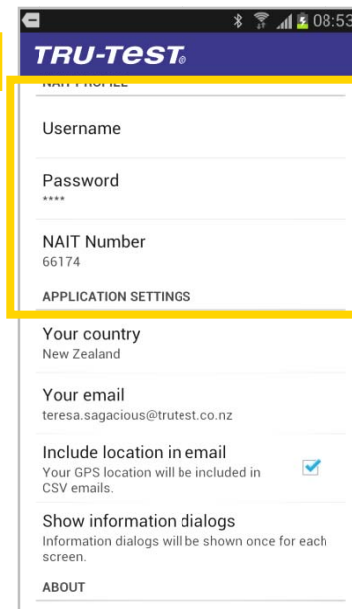 08:53
TRU-TEST®
NAIT PROFILE
Username
Password
****
NAIT Number
66174
APPLICATION SETTINGS
Your country
New Zealand
Your email
teresa.sagacious@trutest.co.nz
Include location in email
Your GPS location will be included in
CSV emails.
Show information dialogs
Information dialogs will be shown once for each
screen.
ABOUT